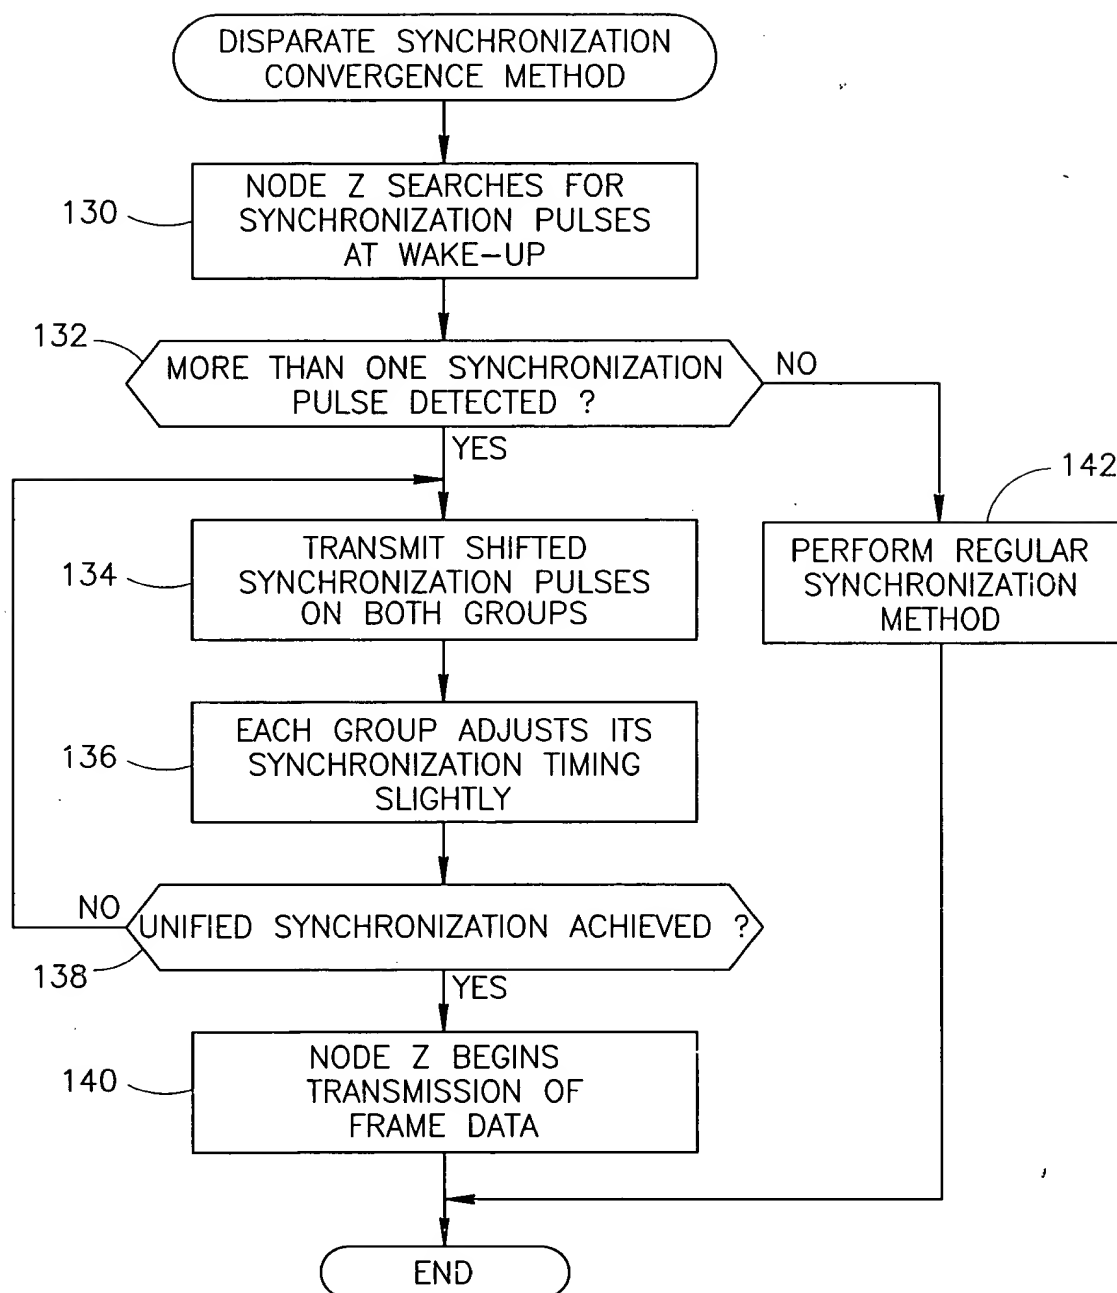 DISPARATE SYNCHRONIZATION
CONVERGENCE METHOD
130
NODE Z SEARCHES FOR
SYNCHRONIZATION PULSES
AT WAKE-UP
132
MORE THAN ONE SYNCHRONIZATION
PULSE DETECTED ?
NO
YES
142
134
TRANSMIT SHIFTED
SYNCHRONIZATION PULSES
ON BOTH GROUPS
PERFORM REGULAR
SYNCHRONIZATION
METHOD
136
EACH GROUP ADJUSTS ITS
SYNCHRONIZATION TIMING
SLIGHTLY
NO
UNIFIED SYNCHRONIZATION ACHIEVED ?
138
YES
140
NODE Z BEGINS
TRANSMISSION OF
FRAME DATA
END